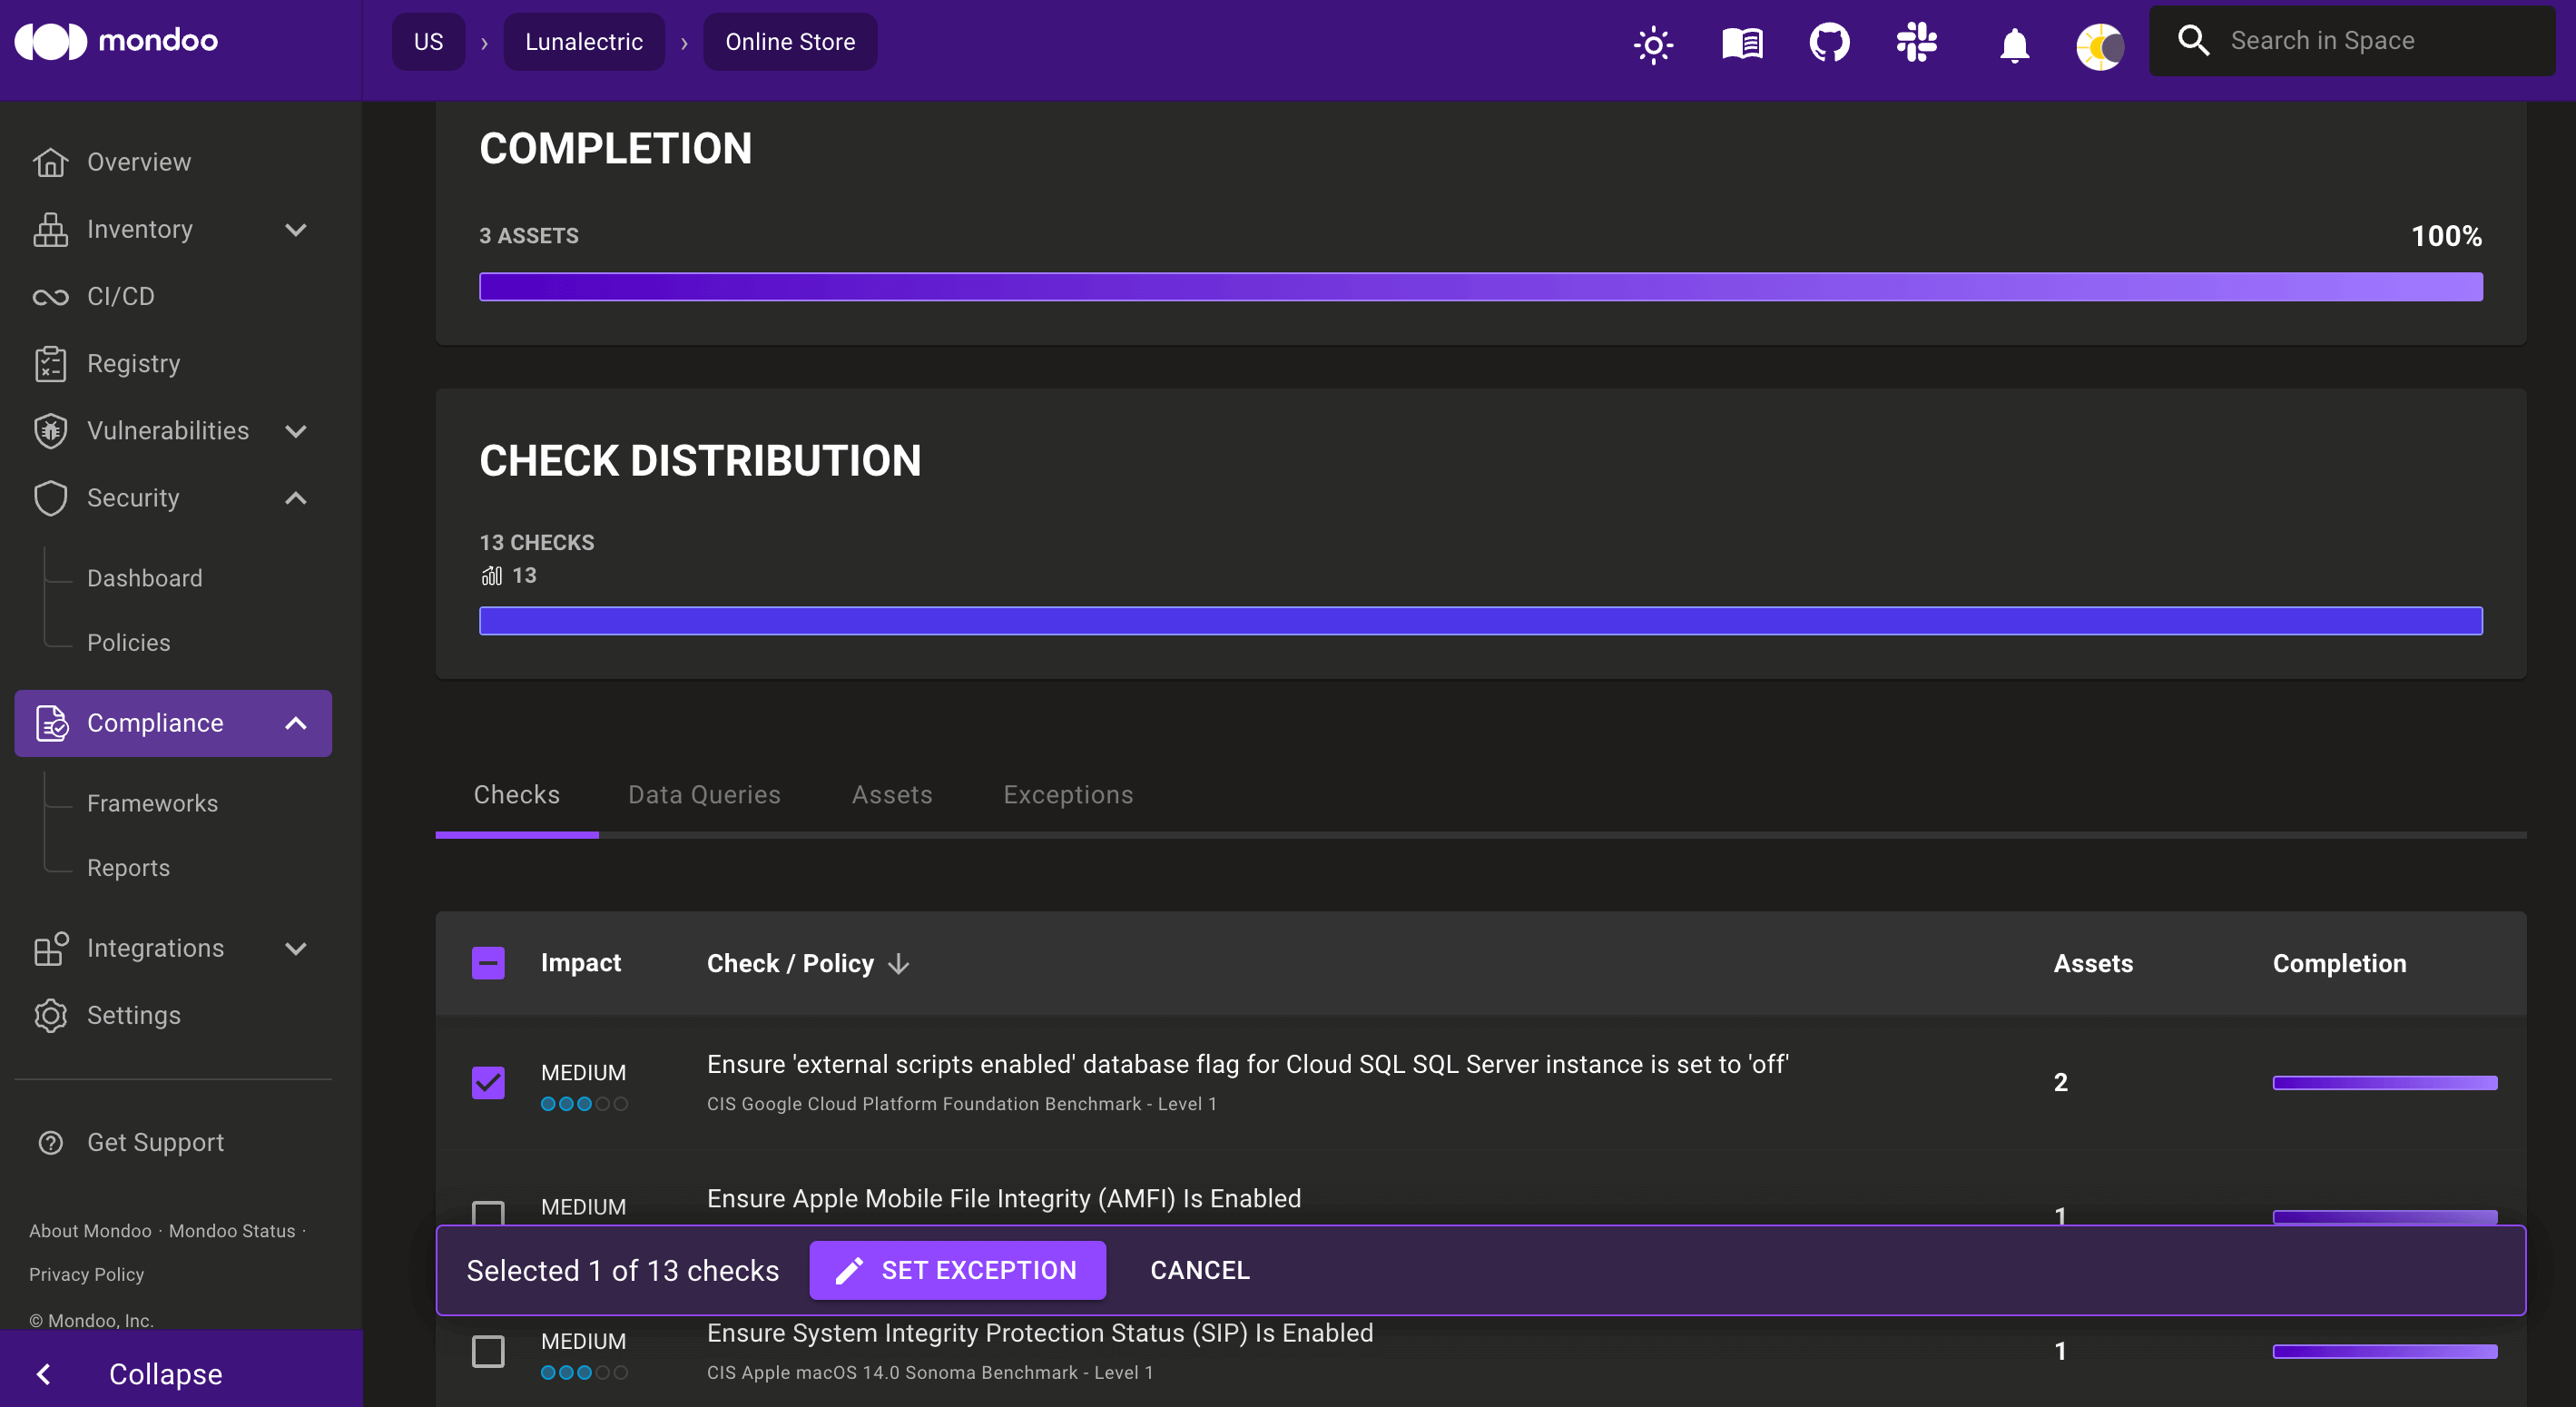 mondoo
US › Lunalectric › Online Store
Search in Space
Overview
Inventory
CI/CD
Registry
Vulnerabilities
Security
Dashboard
Policies
Compliance
Frameworks
Reports
Integrations
Settings
Get Support
About Mondoo · Mondoo Status ·
Privacy Policy
© Mondoo, Inc.
Collapse
COMPLETION
3 ASSETS
100%
CHECK DISTRIBUTION
13 CHECKS
13
Checks Data Queries Assets Exceptions
Impact Check / Policy Assets Completion
MEDIUM
Ensure 'external scripts enabled' database flag for Cloud SQL SQL Server instance is set to 'off'
CIS Google Cloud Platform Foundation Benchmark - Level 1
2
MEDIUM
Ensure Apple Mobile File Integrity (AMFI) Is Enabled
1
Selected 1 of 13 checks SET EXCEPTION CANCEL
MEDIUM
Ensure System Integrity Protection Status (SIP) Is Enabled
CIS Apple macOS 14.0 Sonoma Benchmark - Level 1
1